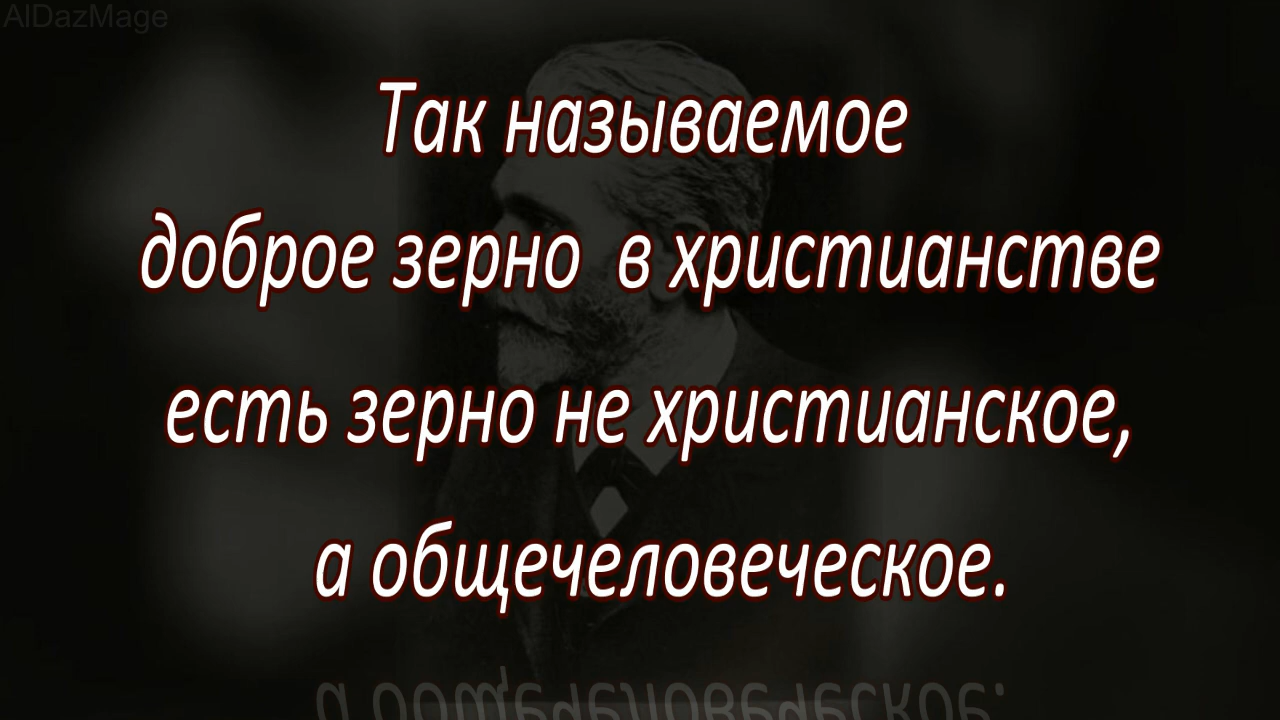 AlDazMage
Так называемое
доброе зерно в христианстве
есть зерно не христианское,
а общечеловеческое.